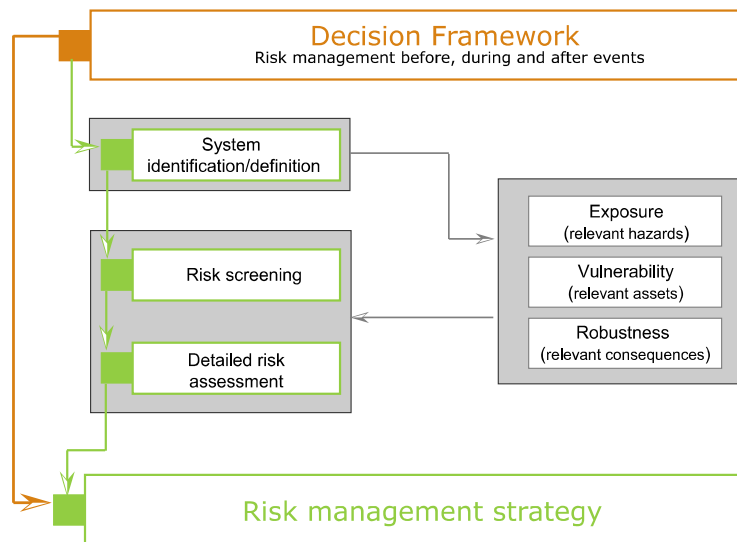 Decision Framework
Risk management before, during and after events
System
identification/definition
Exposure
(relevant hazards)
Vulnerability
(relevant assets)
Robustness
(relevant consequences)
Risk screening
Detailed risk
assessment
Risk management strategy